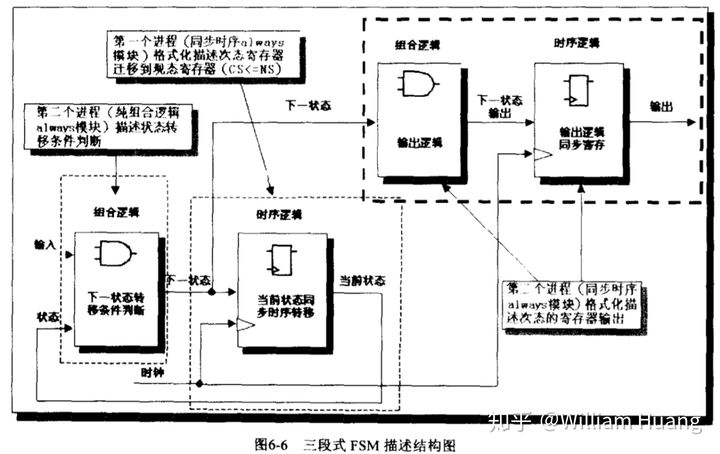 第一个进程（同步时序always
模块）格式化描述次态寄存器
迁移到现态寄存器（CS<=NS）
第二个进程（纯组合逻辑
always模块）描述状态转
移条件判断
组合逻辑
时序逻辑
下一状态
输出逻辑
下一状态
输出
输出逻辑
同步寄存
输出
组合逻辑
时序逻辑
输入
下一状态转
移条件判断
下一状态
当前状态同
步时序转移
当前状态
状态
时钟
第二个进程（同步时序
always模块）格式化描
述次态的寄存器输出
知乎 @William Huang
图6-6 三段式 FSM 描述结构图